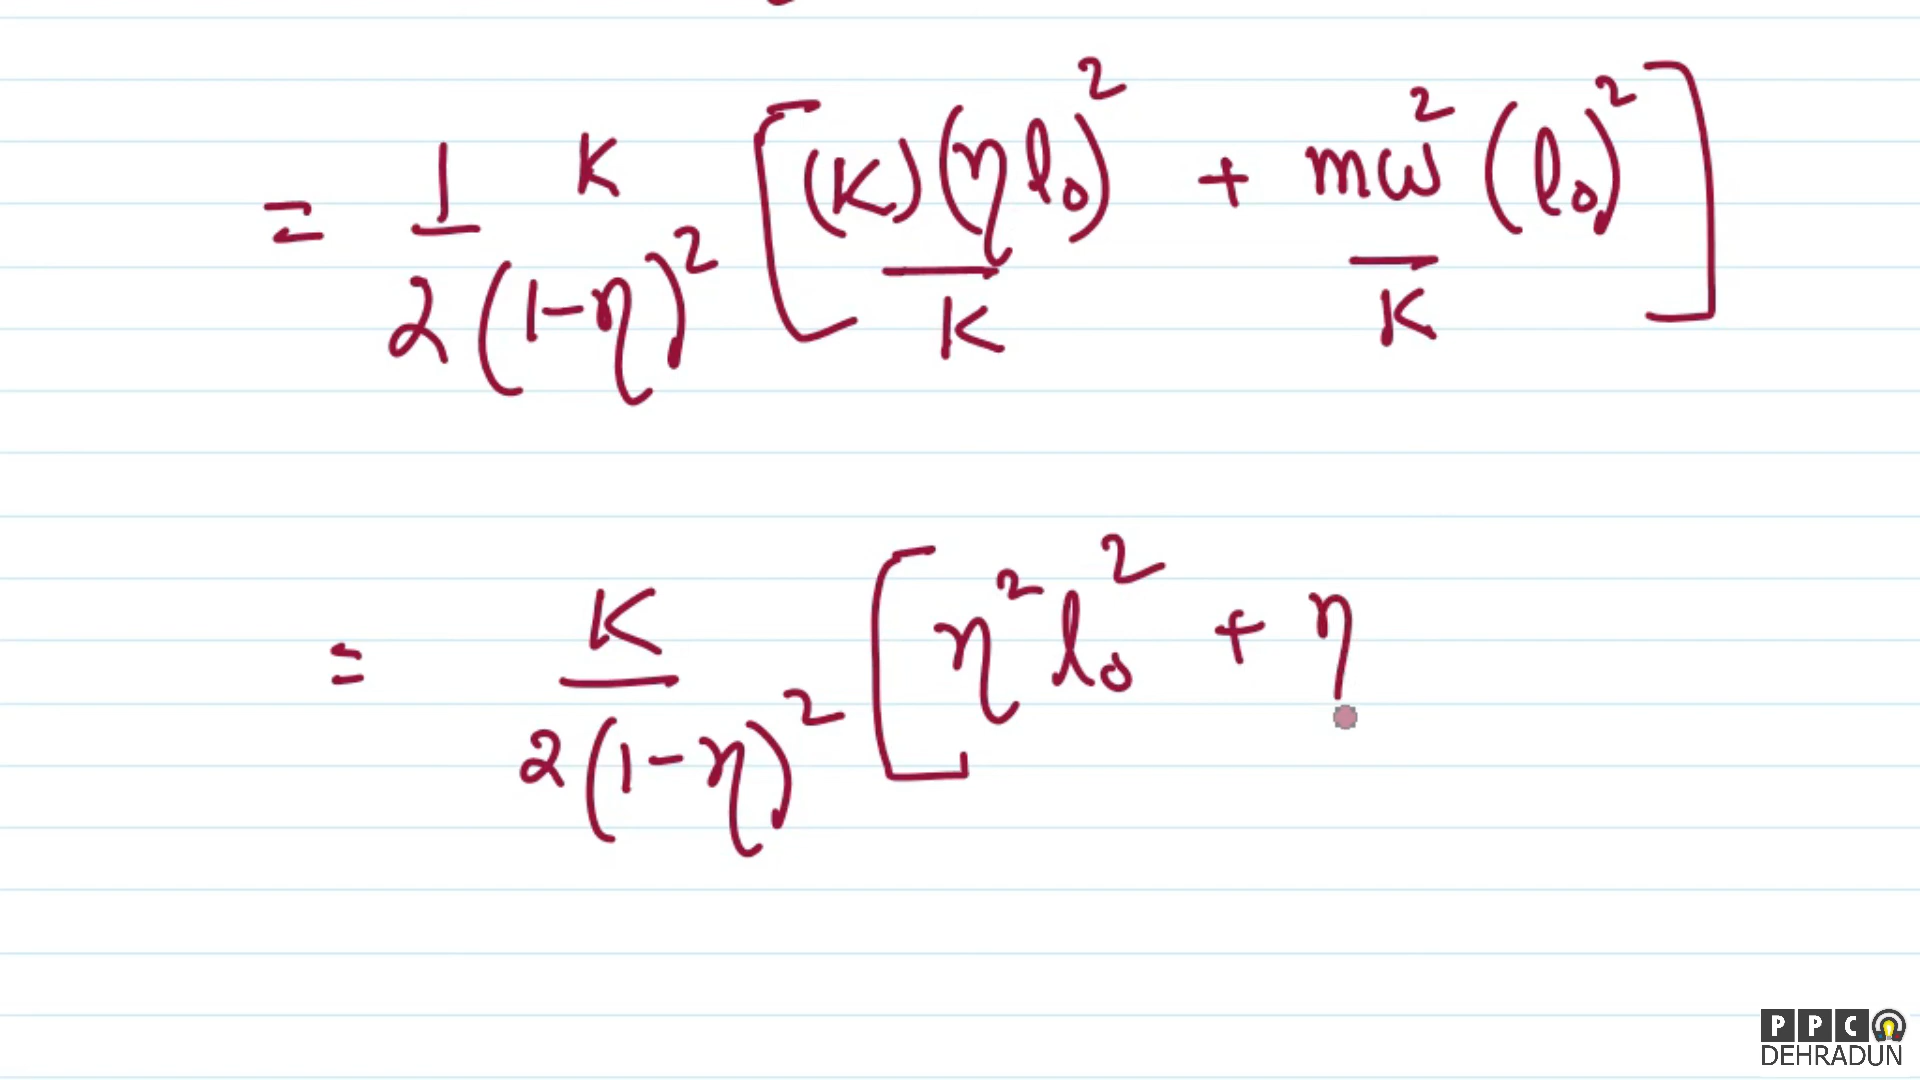 = 1/2(1-η)² K [(K)(ηl₀)²/K + mω²(l₀)²/K]
= K/2(1-η)² [η²l₀² + η
PPC
DEHRADUN